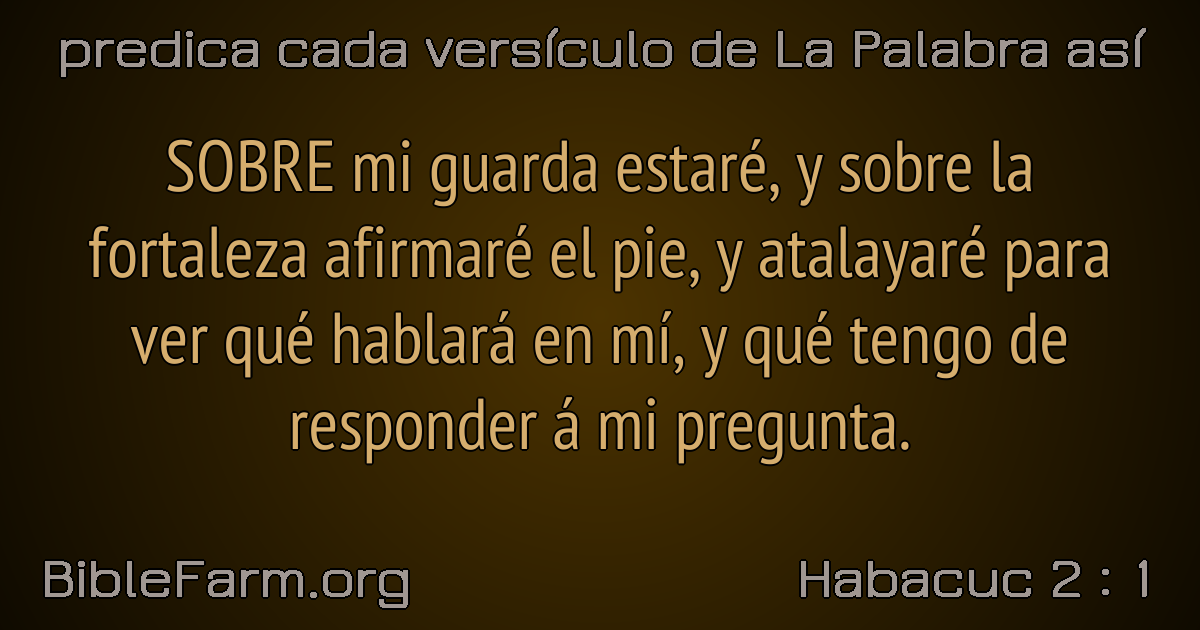 predica cada versículo de La Palabra así
SOBRE mi guarda estaré, y sobre la
fortaleza afirmaré el pie, y atalayaré para
ver qué hablará en mí, y qué tengo de
responder á mi pregunta.
BibleFarm.org
Habacuc 2 : 1